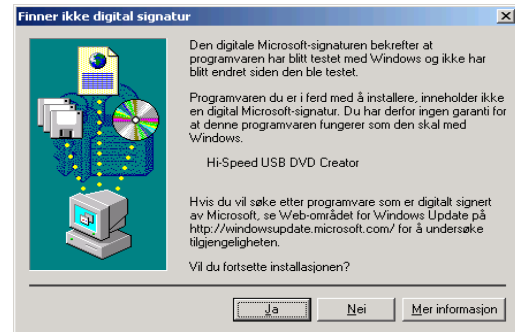 Finner ikke digital signatur
Den digitale Microsoft-signaturen bekrefter at
programvaren har blitt testet med Windows og ikke har
blitt endret siden den ble testet.
Programvaren du er i ferd med å installere, inneholder ikke
en digital Microsoft-signatur. Du har derfor ingen garanti for
at denne programvaren fungerer som den skal med
Windows.
Hi-Speed USB DVD Creator
Hvis du vil søke etter programvare som er digitalt signert
av Microsoft, se Web-området for Windows Update på
http://windowsupdate.microsoft.com/ for å undersøke
tilgjengeligheten.
Vil du fortsette installasjonen?
Ja Nei Mer informasjon